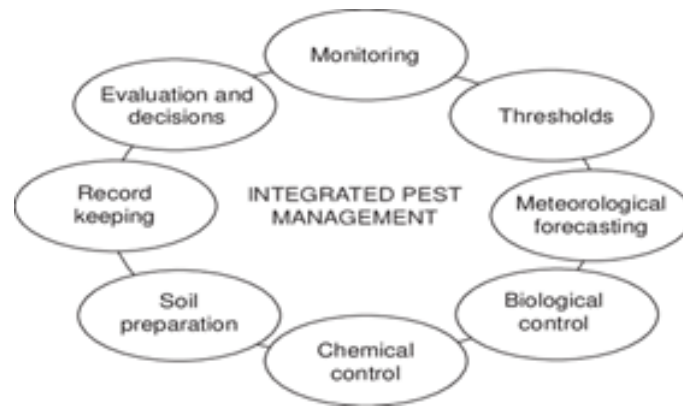 Monitoring
Evaluation and
decisions
Thresholds
Record
keeping
INTEGRATED PEST
MANAGEMENT
Meteorological
forecasting
Soil
preparation
Biological
control
Chemical
control